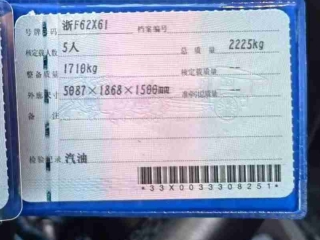 号牌号码 浙F62X61 档案编号
核定载人数 5人 总质量 2225kg
整备质量 1710kg 核定载质量 --
外廓尺寸 5087×1868×1500mm 准牵引总质量 --
备注
检验记录 汽油
*33X0033308251*